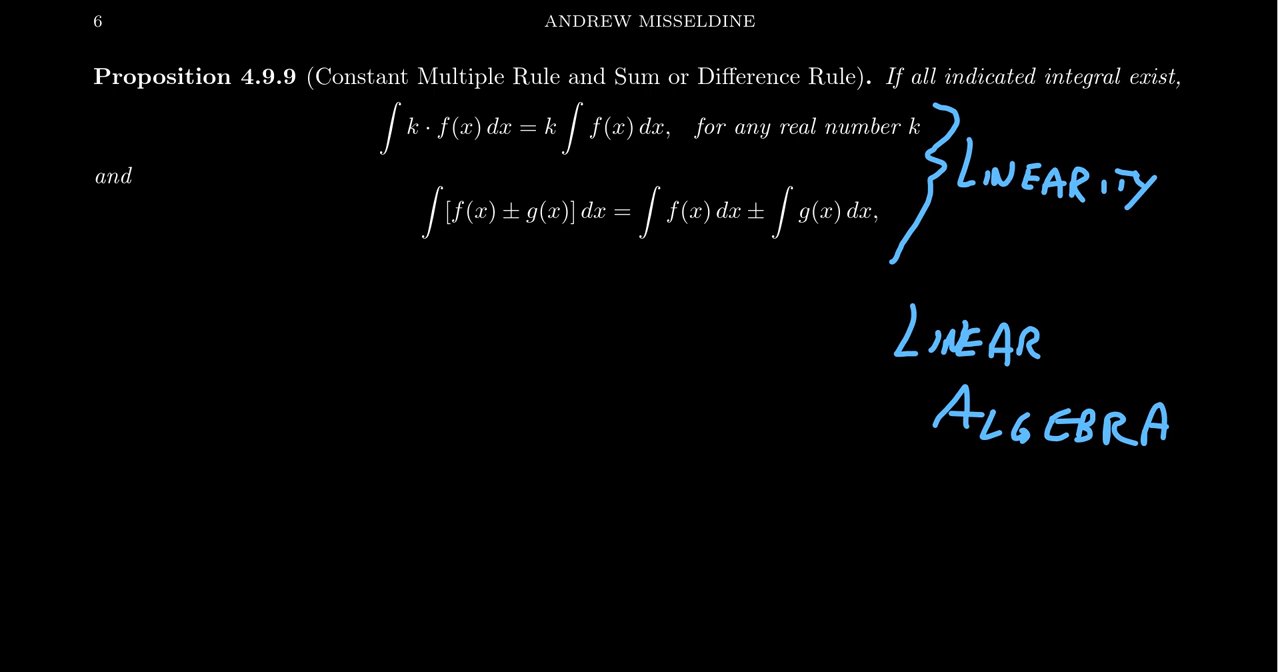 6 ANDREW MISSELDINE
Proposition 4.9.9 (Constant Multiple Rule and Sum or Difference Rule). If all indicated integral exist,
∫ k · f(x) dx = k ∫ f(x) dx, for any real number k
and
∫ [f(x) ± g(x)] dx = ∫ f(x) dx ± ∫ g(x) dx,
LINEARITY
LINEAR
ALGEBRA